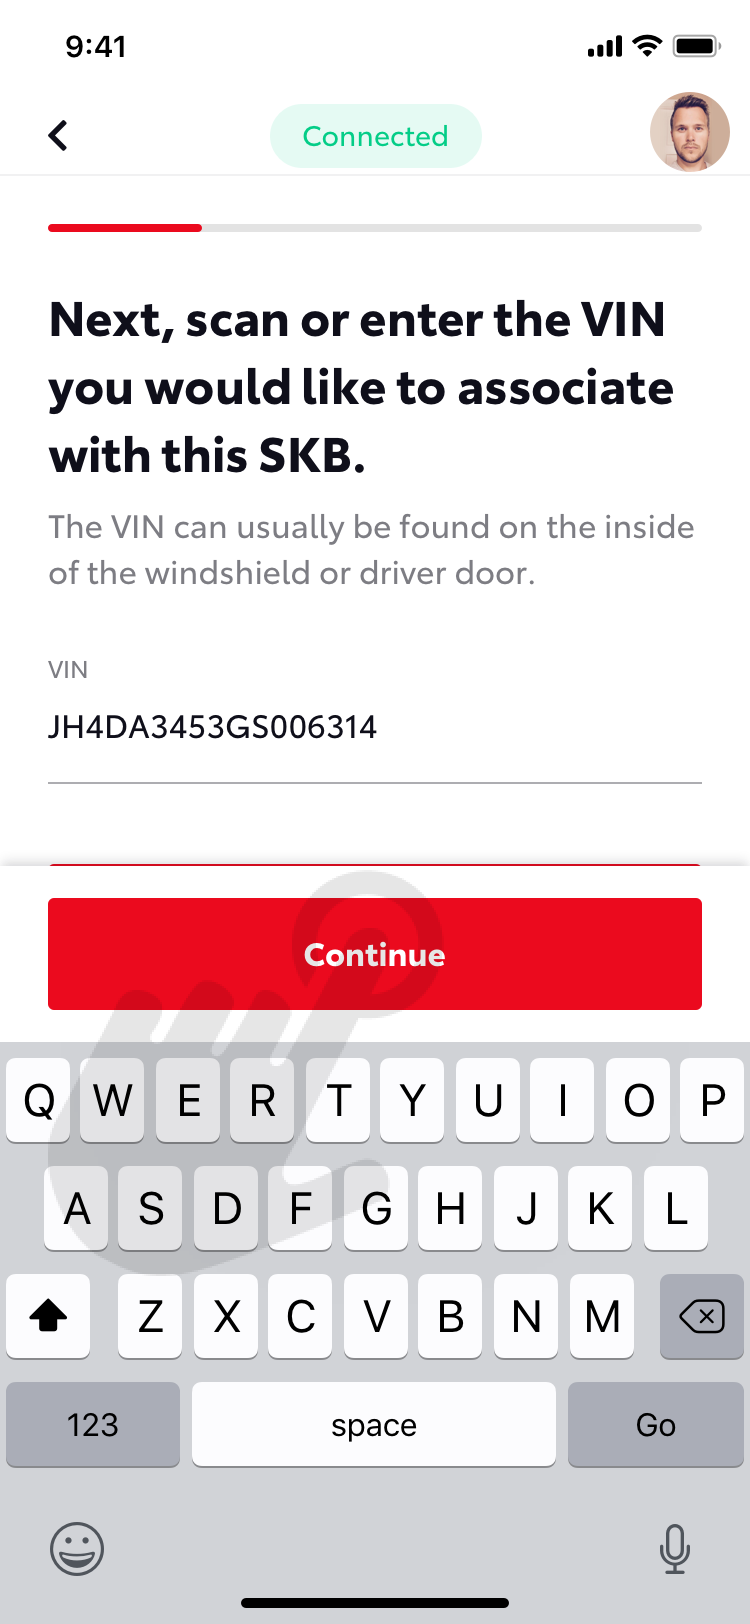 9:41
Connected
Next, scan or enter the VIN
you would like to associate
with this SKB.
The VIN can usually be found on the inside
of the windshield or driver door.
VIN
JH4DA3453GS006314
Continue
Q W E R T Y U I O P
A S D F G H J K L
Z X C V B N M
123 space Go